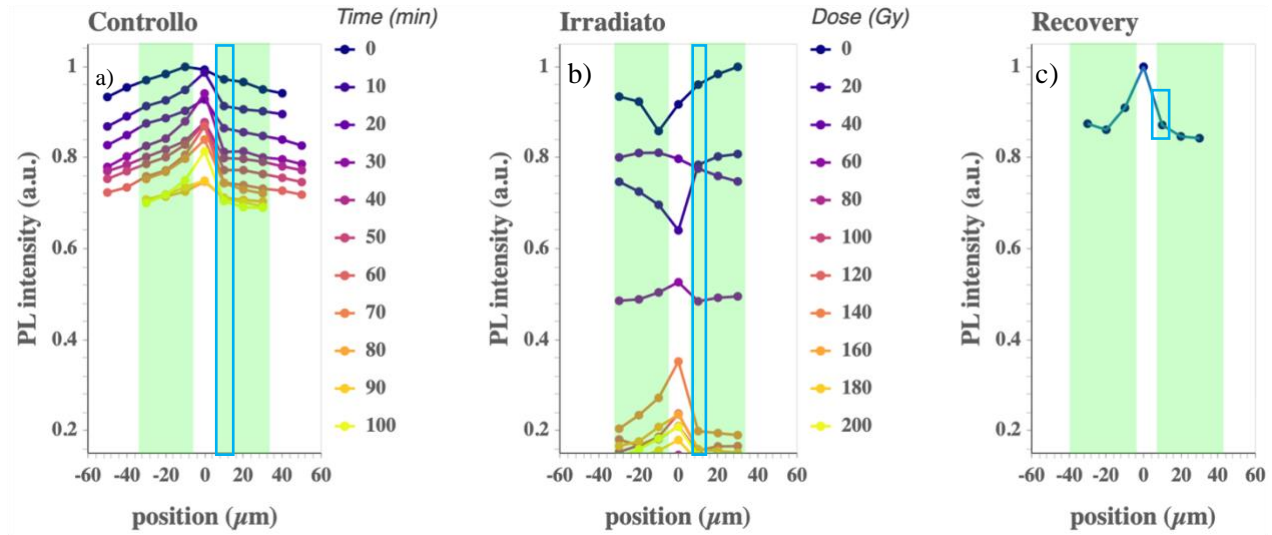 Controllo
Time (min)
Irradiato
Dose (Gy)
Recovery
a)
1
0.8
0.6
0.4
0.2
PL intensity (a.u.)
-60 -40 -20 0 20 40 60
position (µm)
0
10
20
30
40
50
60
70
80
90
100
b)
1
0.8
0.6
0.4
0.2
PL intensity (a.u.)
-60 -40 -20 0 20 40 60
position (µm)
0
20
40
60
80
100
120
140
160
180
200
c)
1
0.8
0.6
0.4
0.2
PL intensity (a.u.)
-60 -40 -20 0 20 40 60
position (µm)